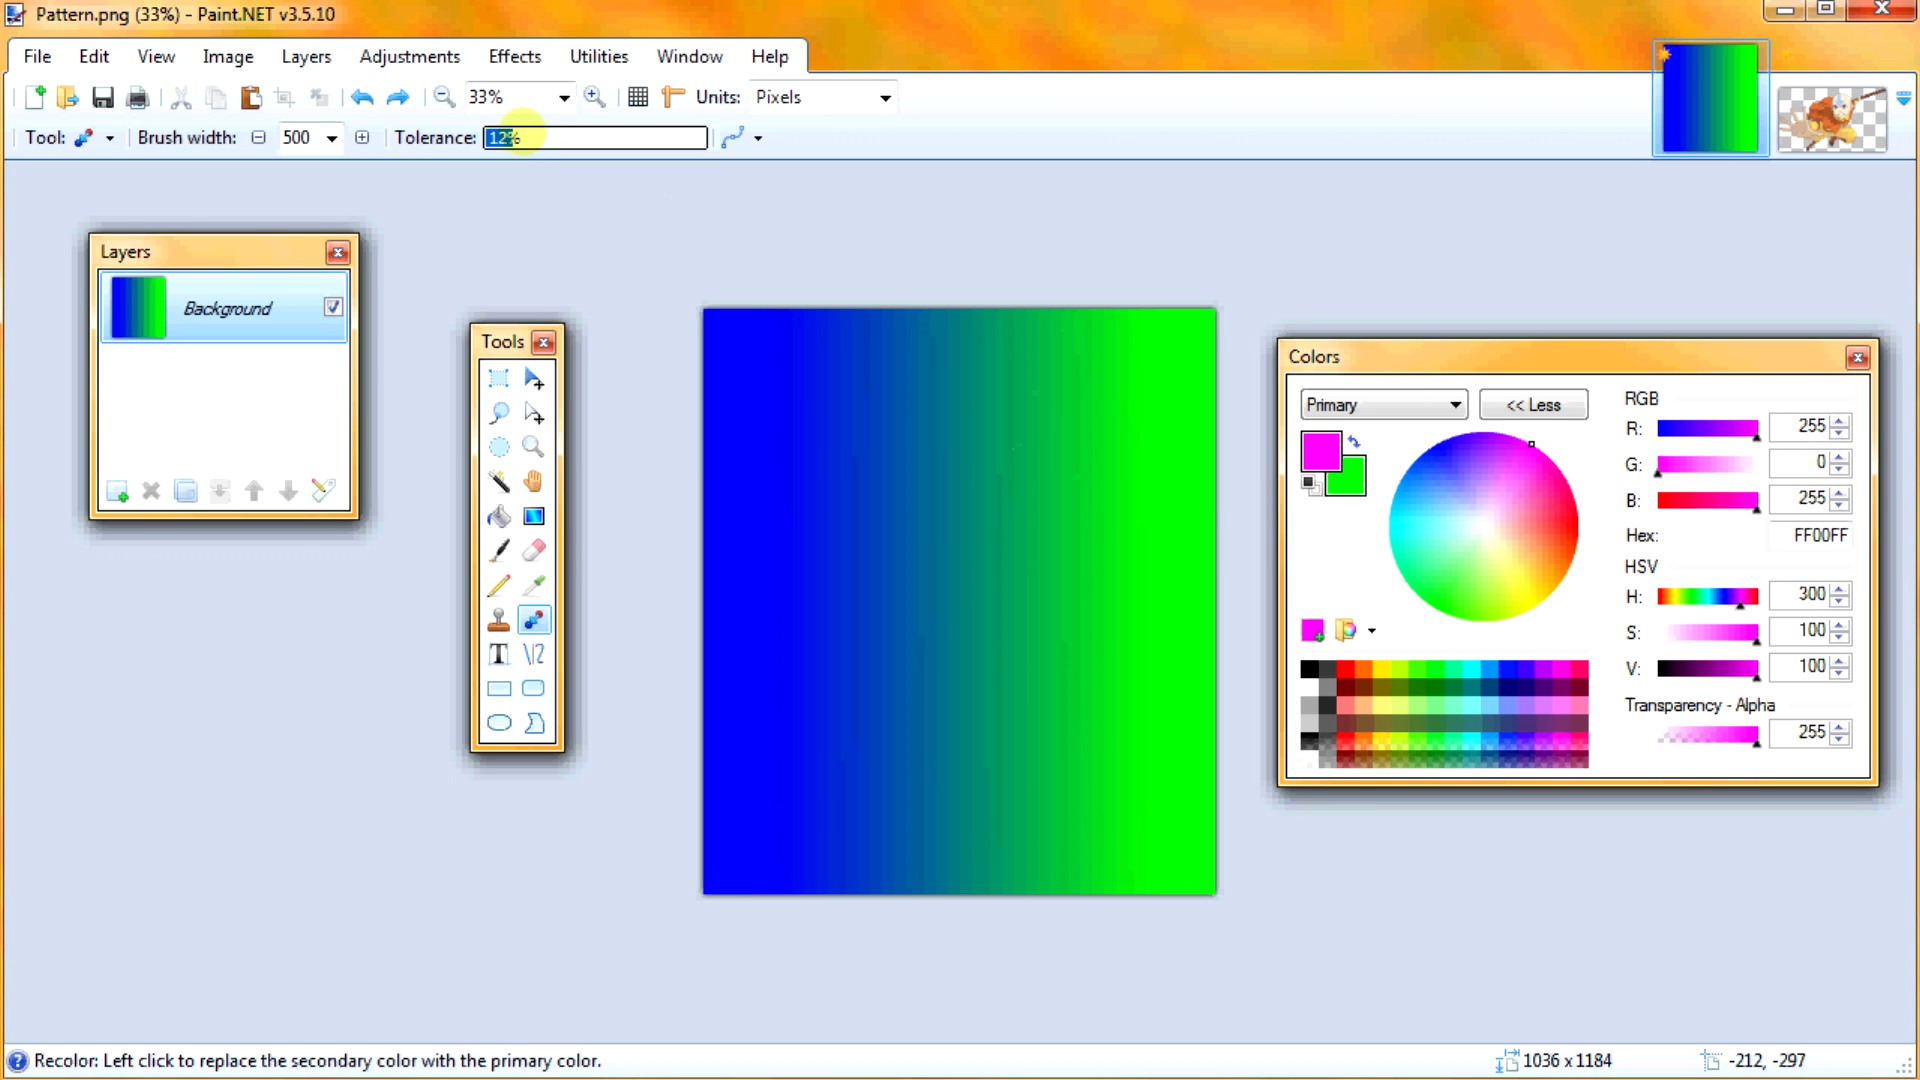 Pattern.png (33%) - Paint.NET v3.5.10
File Edit View Image Layers Adjustments Effects Utilities Window Help
33% Units: Pixels
Tool: Brush width: 500 Tolerance: 12%
Layers
Background
Tools
Colors
Primary << Less
RGB
R: 255
G: 0
B: 255
Hex: FF00FF
HSV
H: 300
S: 100
V: 100
Transparency - Alpha
255
Recolor: Left click to replace the secondary color with the primary color.
1036 x 1184
-212, -297